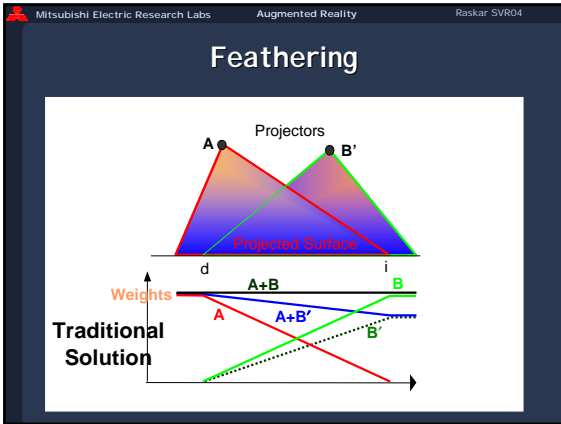 Mitsubishi Electric Research Labs Augmented Reality Raskar SVR04
Feathering
Projectors
A B’
Projected Surface
d i
B
A+B
Weights
A A+B′
B′
Traditional
Solution